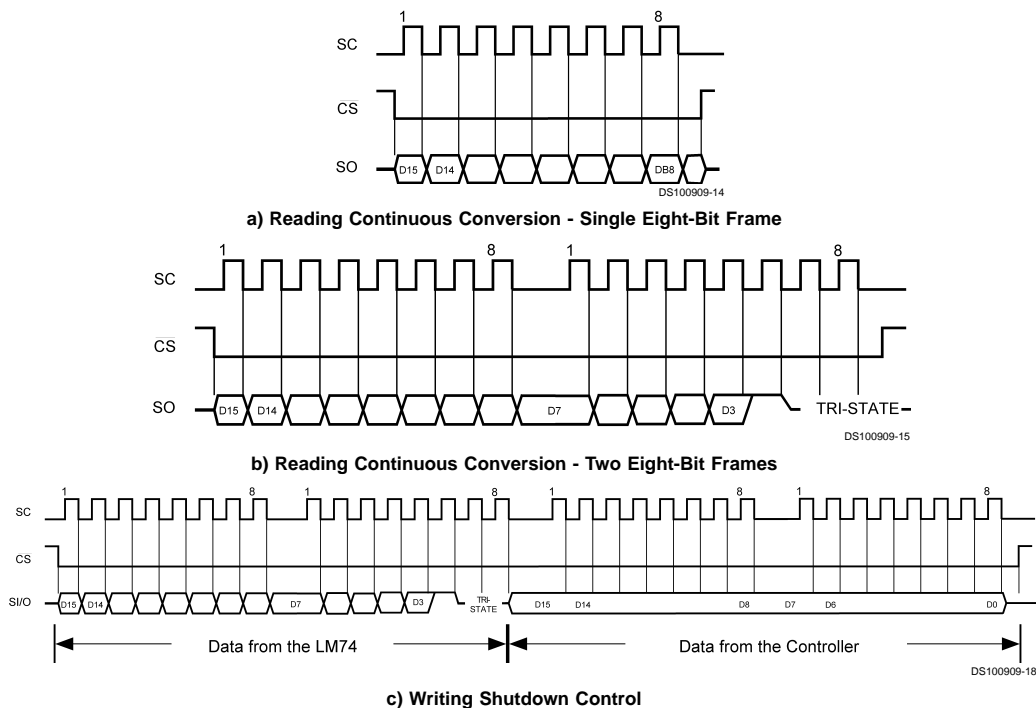 1 8
SC
CS
SO D15 D14 DB8
DS100909-14
a) Reading Continuous Conversion - Single Eight-Bit Frame
1 8 1 8
SC
CS
SO D15 D14 D7 D3 TRI-STATE
DS100909-15
b) Reading Continuous Conversion - Two Eight-Bit Frames
1 8 1 8 1 8 1 8
SC
CS
SI/O D15 D14 D7 D3 TRI-
STATE D15 D14 D8 D7 D6 D0
Data from the LM74 Data from the Controller
DS100909-18
c) Writing Shutdown Control